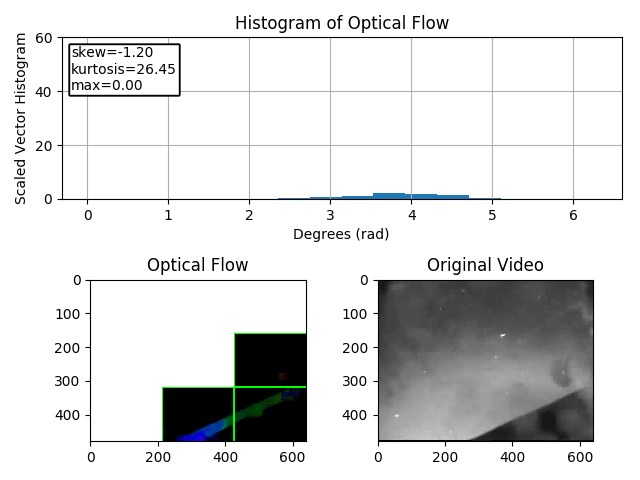 Histogram of Optical Flow
Scaled Vector Histogram
60
40
20
0
skew=-1.20
kurtosis=26.45
max=0.00
0 1 2 3 4 5 6
Degrees (rad)
Optical Flow
0
100
200
300
400
0 200 400 600
Original Video
0
100
200
300
400
0 200 400 600